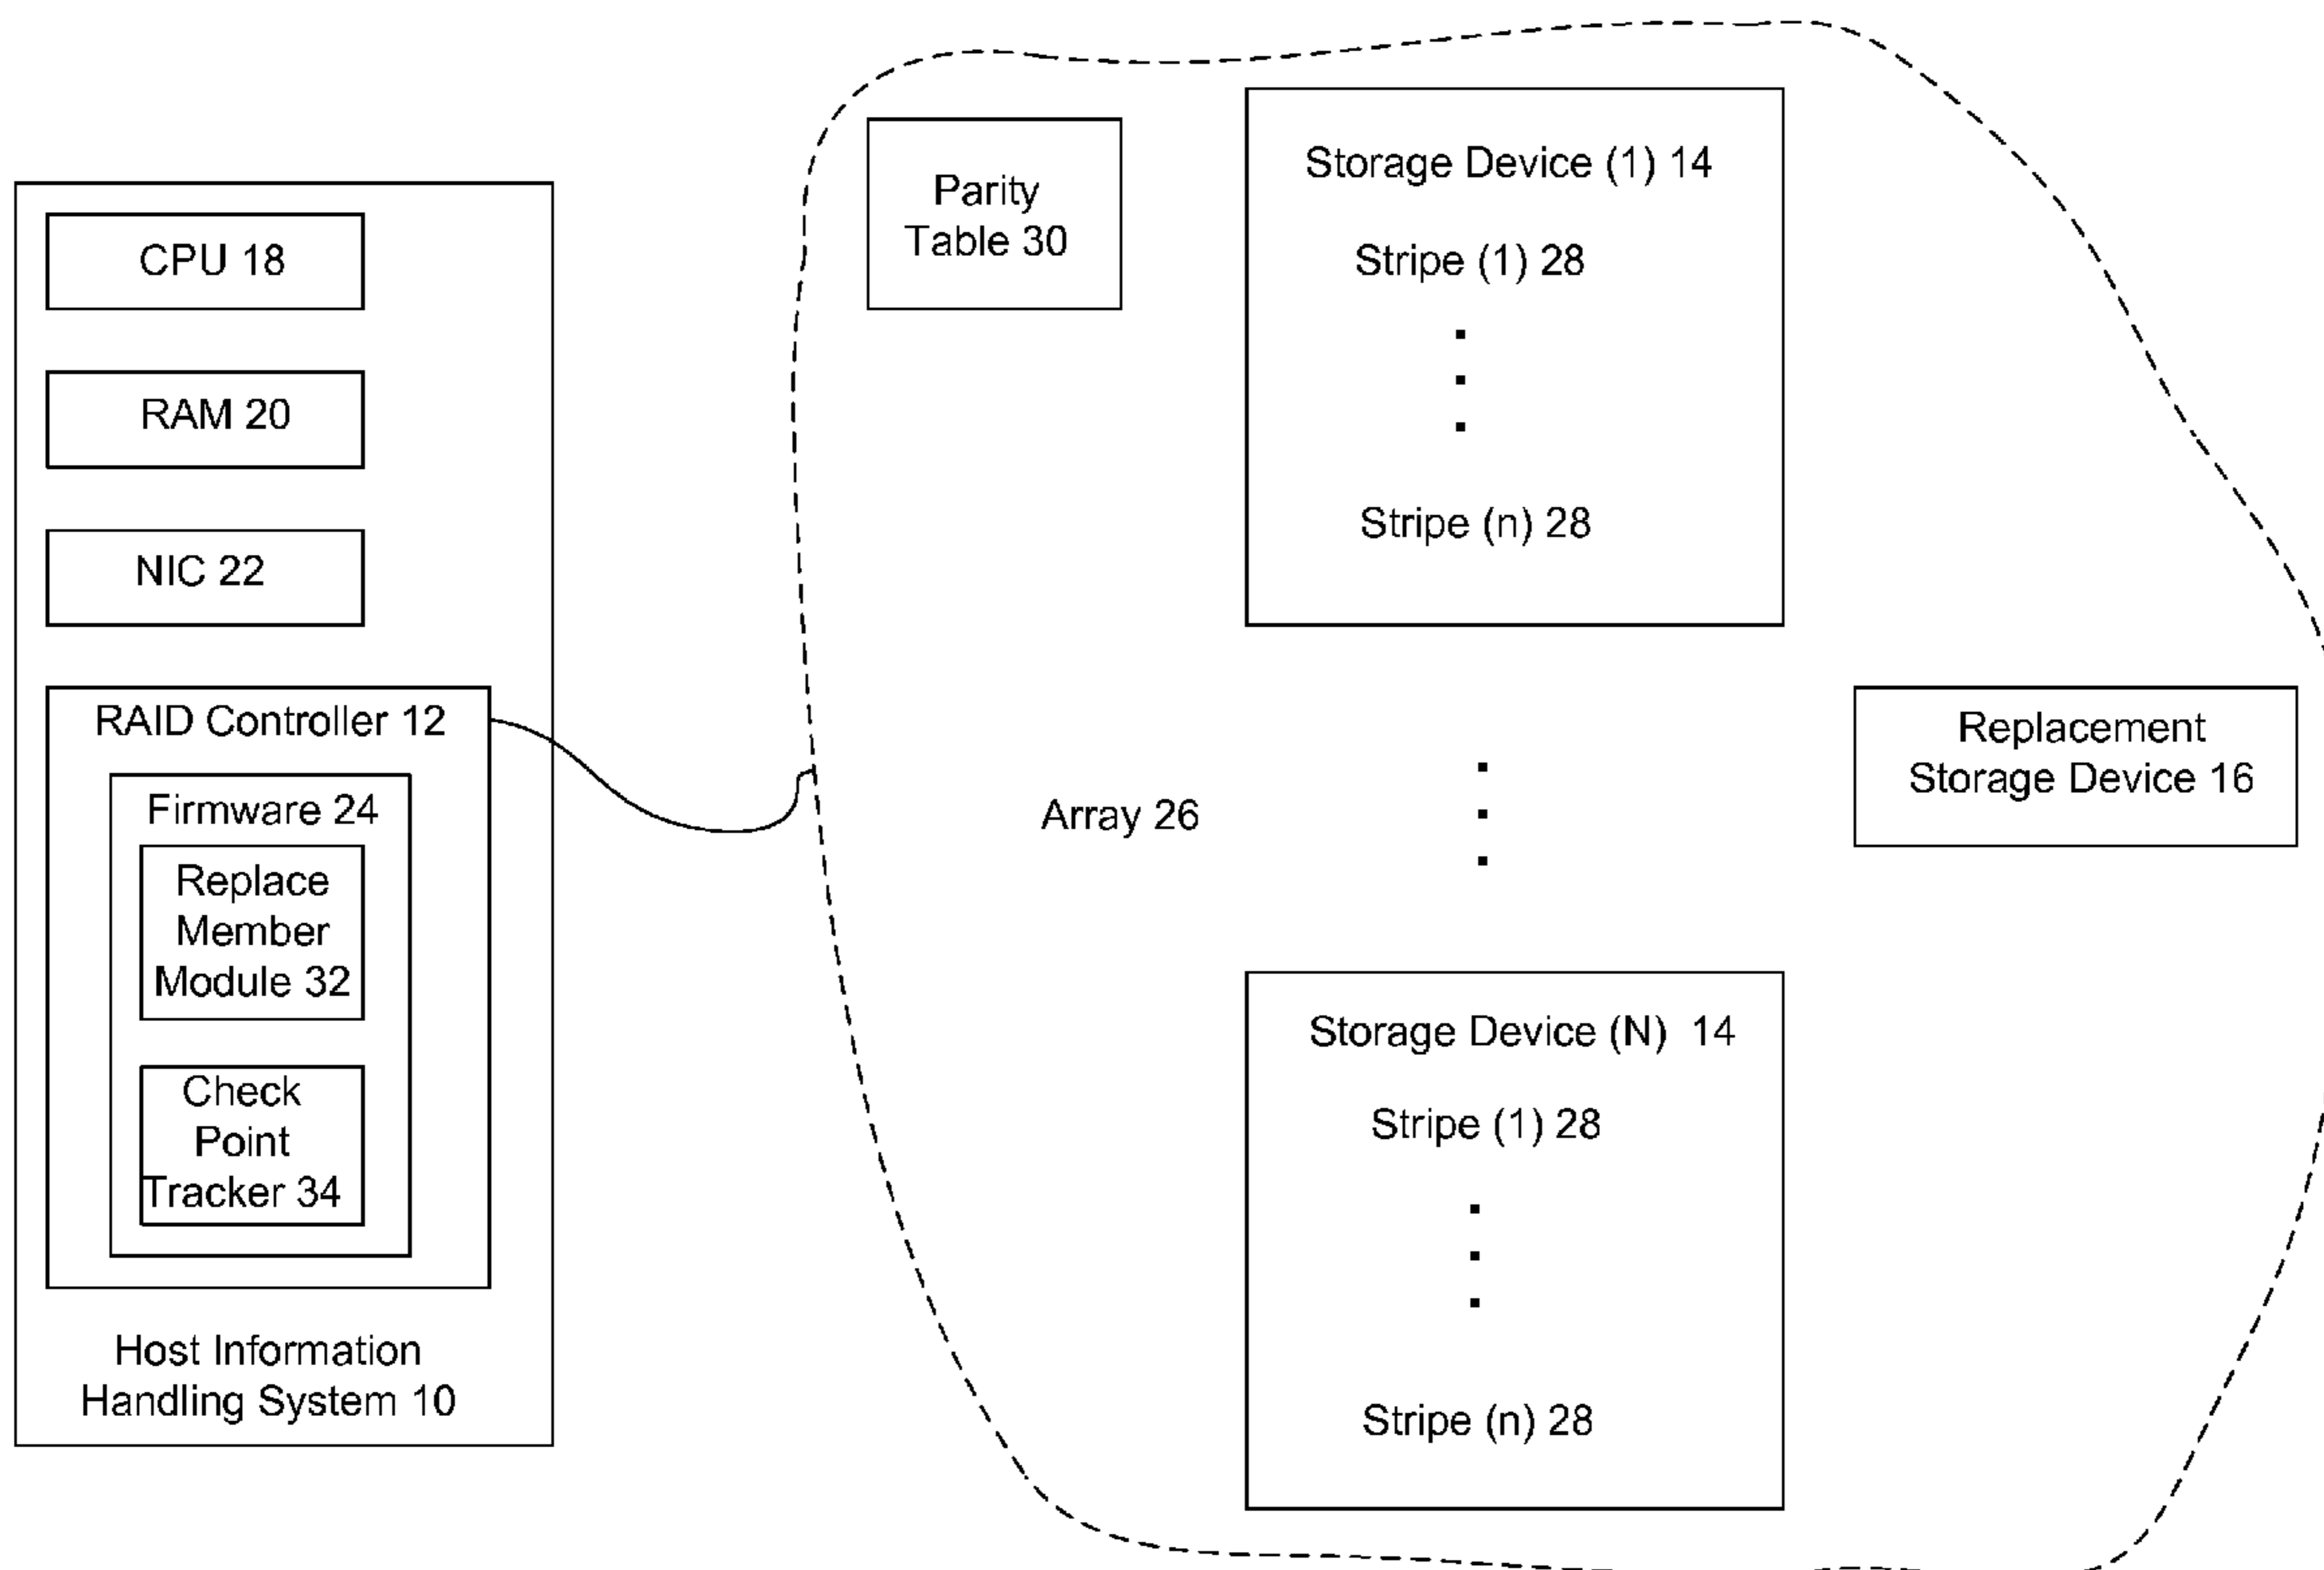 CPU 18
RAM 20
NIC 22
RAID Controller 12
Firmware 24
Replace
Member
Module 32
Check
Point
Tracker 34
Host Information
Handling System 10
Parity
Table 30
Storage Device (1) 14
Stripe (1) 28
Stripe (n) 28
Array 26
Replacement
Storage Device 16
Storage Device (N) 14
Stripe (1) 28
Stripe (n) 28